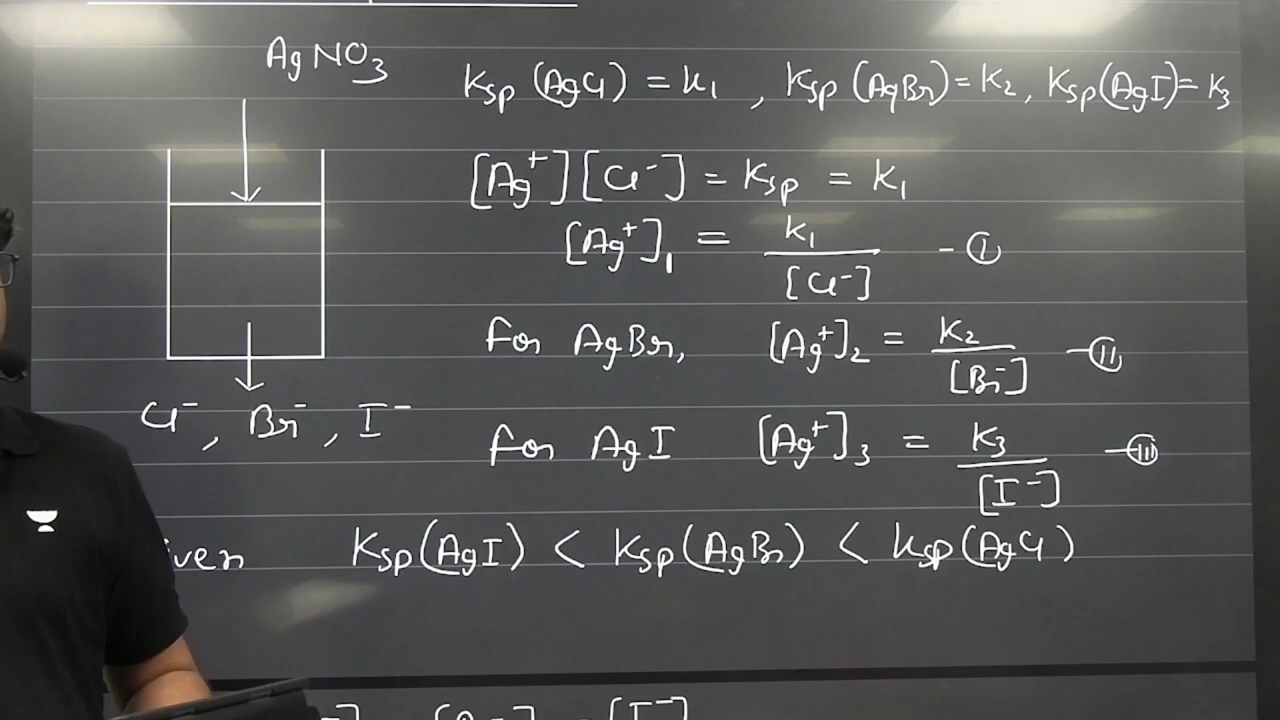 AgNO₃
Ksp (AgCl) = K₁ , Ksp (AgBr) = K₂ , Ksp (AgI) = K₃
[Ag⁺] [Cl⁻] = Ksp = K₁
[Ag⁺]₁ = K₁ / [Cl⁻] - Ⓘ
for AgBr, [Ag⁺]₂ = K₂ / [Br⁻] - Ⓘⓘ
Cl⁻ , Br⁻ , I⁻
for AgI [Ag⁺]₃ = K₃ / [I⁻] - (III)
iven Ksp(AgI) < Ksp(AgBr) < Ksp(AgCl)
[I⁻]